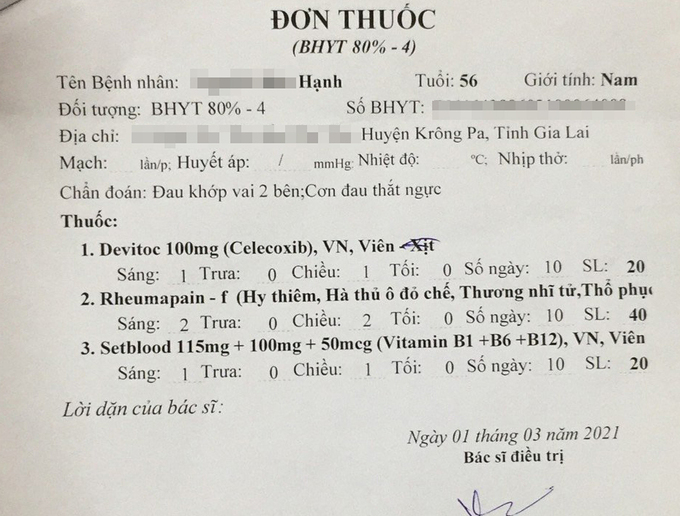 ĐƠN THUỐC
(BHYT 80% - 4)
Tên Bệnh nhân: Hạnh Tuổi: 56 Giới tính: Nam
Đối tượng: BHYT 80% - 4 Số BHYT:
Địa chỉ: Huyện Krông Pa, Tỉnh Gia Lai
Mạch: lần/p; Huyết áp: / mmHg; Nhiệt độ: °C; Nhịp thở: lần/ph
Chẩn đoán: Đau khớp vai 2 bên;Cơn đau thắt ngực
Thuốc:
1. Devitoc 100mg (Celecoxib), VN, Viên - Xịt
Sáng: 1 Trưa: 0 Chiều: 1 Tối: 0 Số ngày: 10 SL: 20
2. Rheumapain - f (Hy thiêm, Hà thủ ô đỏ chế, Thương nhĩ tử,Thổ phục
Sáng: 2 Trưa: 0 Chiều: 2 Tối: 0 Số ngày: 10 SL: 40
3. Setblood 115mg + 100mg + 50mcg (Vitamin B1 +B6 +B12), VN, Viên
Sáng: 1 Trưa: 0 Chiều: 1 Tối: 0 Số ngày: 10 SL: 20
Lời dặn của bác sĩ:
Ngày 01 tháng 03 năm 2021
Bác sĩ điều trị